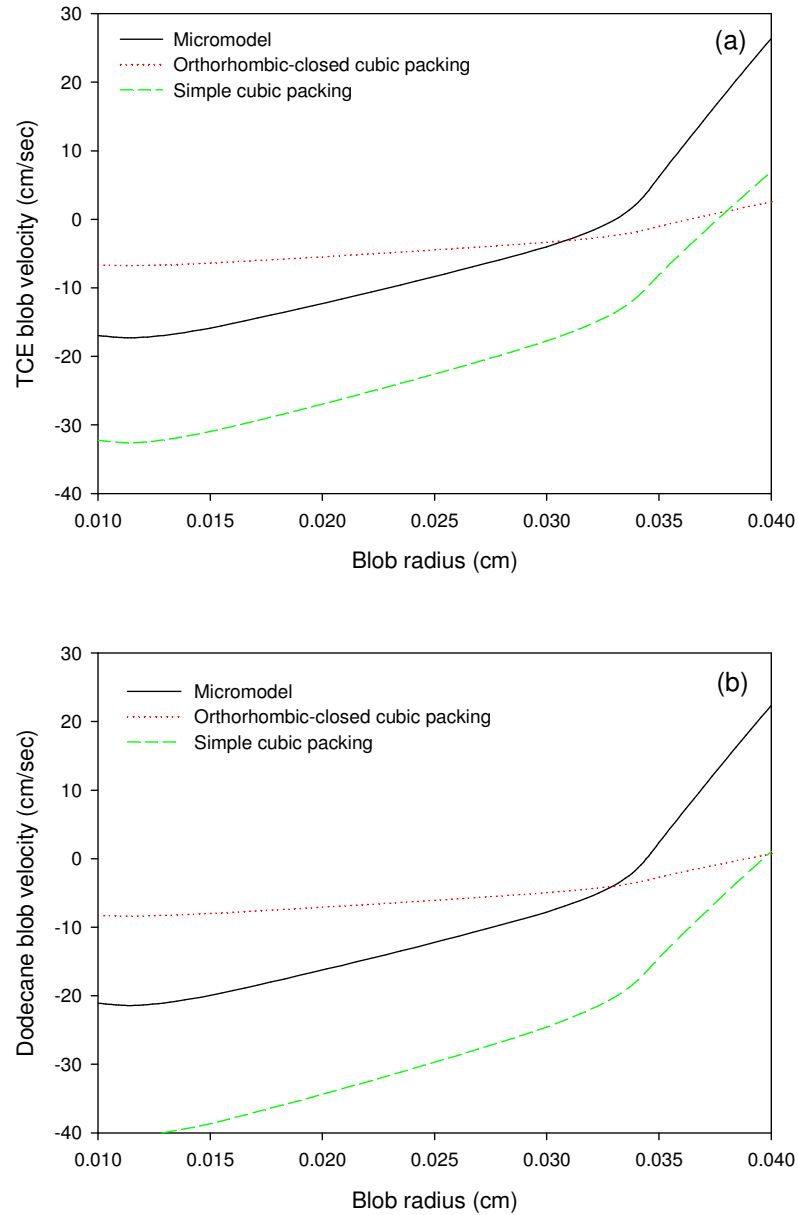 30
20
10
0
-10
-20
-30
-40
TCE blob velocity (cm/sec)
Micromodel
Orthorhombic-closed cubic packing
Simple cubic packing
(a)
0.010 0.015 0.020 0.025 0.030 0.035 0.040
Blob radius (cm)
30
20
10
0
-10
-20
-30
-40
Dodecane blob velocity (cm/sec)
Micromodel
Orthorhombic-closed cubic packing
Simple cubic packing
(b)
0.010 0.015 0.020 0.025 0.030 0.035 0.040
Blob radius (cm)